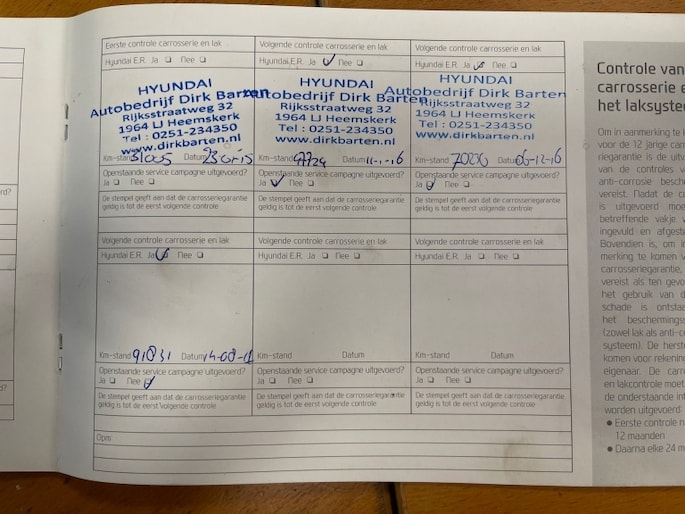 Eerste controle carrosserie en lak
Hyundai E.R. Ja Nee
HYUNDAI
Autobedrijf Dirk Barten
Rijksstraatweg 32
1964 LJ Heemskerk
Tel : 0251-234350
www.dirkbarten.nl
Km-stand Datum
Openstaande service campagne uitgevoerd?
Ja Nee
De stempel geeft aan dat de carrosseriegarantie
geldig is tot de eerst volgende controle
Volgende controle carrosserie en lak
Hyundai E.R. Ja Nee
HYUNDAI
Autobedrijf Dirk Barten
Rijksstraatweg 32
1964 LJ Heemskerk
Tel : 0251-234350
www.dirkbarten.nl
Km-stand Datum
Openstaande service campagne uitgevoerd?
Ja Nee
De stempel geeft aan dat de carrosseriegarantie
geldig is tot de eerst volgende controle
Volgende controle carrosserie en lak
Hyundai E.R. Ja Nee
HYUNDAI
Autobedrijf Dirk Barten
Rijksstraatweg 32
1964 LJ Heemskerk
Tel : 0251-234350
www.dirkbarten.nl
Km-stand Datum 06-12-16
Openstaande service campagne uitgevoerd?
Ja Nee
De stempel geeft aan dat de carrosseriegarantie
geldig is tot de eerst volgende controle
Volgende controle carrosserie en lak
Hyundai E.R. Ja Nee
Km-stand 91831 Datum
Openstaande service campagne uitgevoerd?
Ja Nee
De stempel geeft aan dat de carrosseriegarantie
geldig is tot de eerst volgende controle
Volgende controle carrosserie en lak
Hyundai E.R. Ja Nee
Km-stand Datum
Openstaande service campagne uitgevoerd?
Ja Nee
De stempel geeft aan dat de carrosseriegarantie
geldig is tot de eerst volgende controle
Volgende controle carrosserie en lak
Hyundai E.R. Ja Nee
Km-stand Datum
Openstaande service campagne uitgevoerd?
Ja Nee
De stempel geeft aan dat de carrosseriegarantie
geldig is tot de eerst volgende controle
Opm
Controle van
carrosserie e
het laksystee
Om in aanmerking te k
voor de 12 jarige carr
riegarantie is de uitv
van de controles v
anti-corrosie besch
vereist. Nadat de c
is uitgevoerd moe
betreffende vakje v
ingevuld en afgest
Bovendien is, om i
merking te komen v
carrosseriegarantie,
vereist als ten gevo
het gebruik van d
schade is ontsta
het beschermings
(zowel lak als anti-c
systeem). De herste
komen voor rekenin
eigenaar. De carr
en lakcontrole moet
de onderstaande int
worden uitgevoerd:
• Eerste controle n
12 maanden
• Daarna elke 24 m